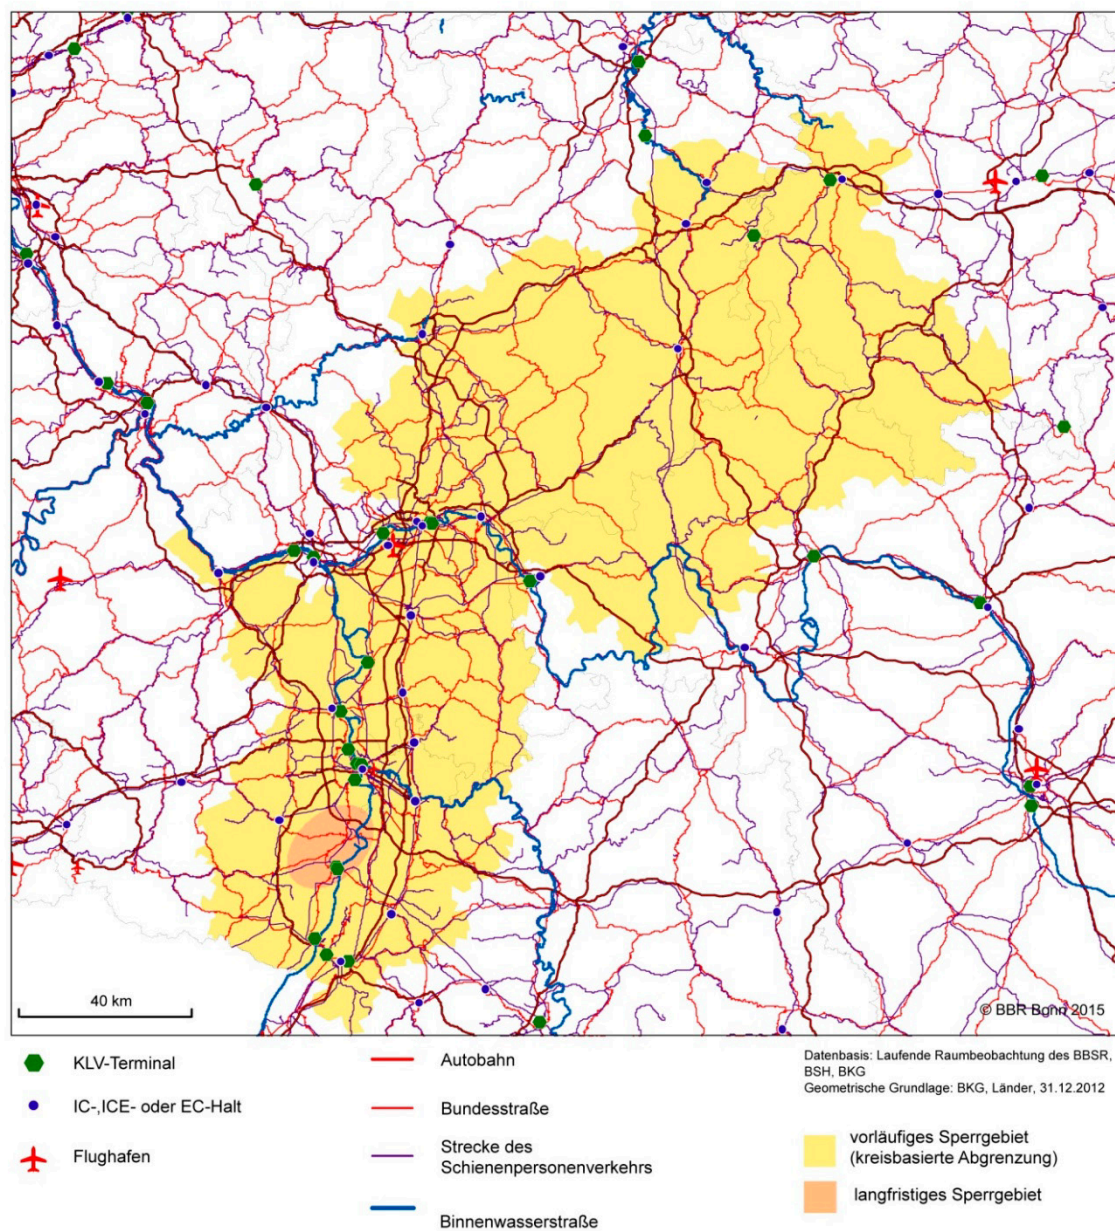 40 km
© BBR Bonn 2015
KLV-Terminal
IC-,ICE- oder EC-Halt
Flughafen
Autobahn
Bundesstraße
Strecke des
Schienenpersonenverkehrs
Binnenwasserstraße
Datenbasis: Laufende Raumbeobachtung des BBSR,
BSH, BKG
Geometrische Grundlage: BKG, Länder, 31.12.2012
vorläufiges Sperrgebiet
(kreisbasierte Abgrenzung)
langfristiges Sperrgebiet